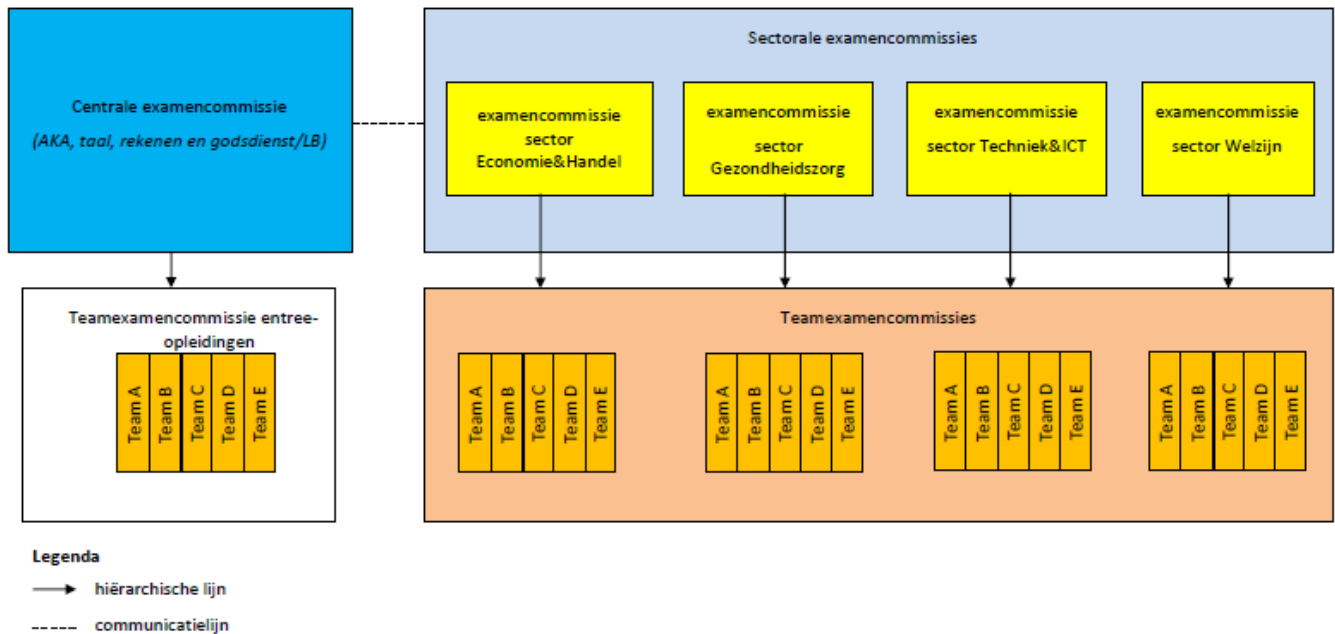 Centrale examencommissie
(AKA, taal, rekenen en godsdienst/LB)
Sectorale examencommissies
examencommissie
sector
Economie&Handel
examencommissie
sector
Gezondheidszorg
examencommissie
sector Techniek&ICT
examencommissie
sector Welzijn
Teamexamencommissie entree-
opleidingen
Team A
Team B
Team C
Team D
Team E
Teamexamencommissies
Team A
Team B
Team C
Team D
Team E
Team A
Team B
Team C
Team D
Team E
Team A
Team B
Team C
Team D
Team E
Team A
Team B
Team C
Team D
Team E
Legenda
hiërarchische lijn
communicatielijn